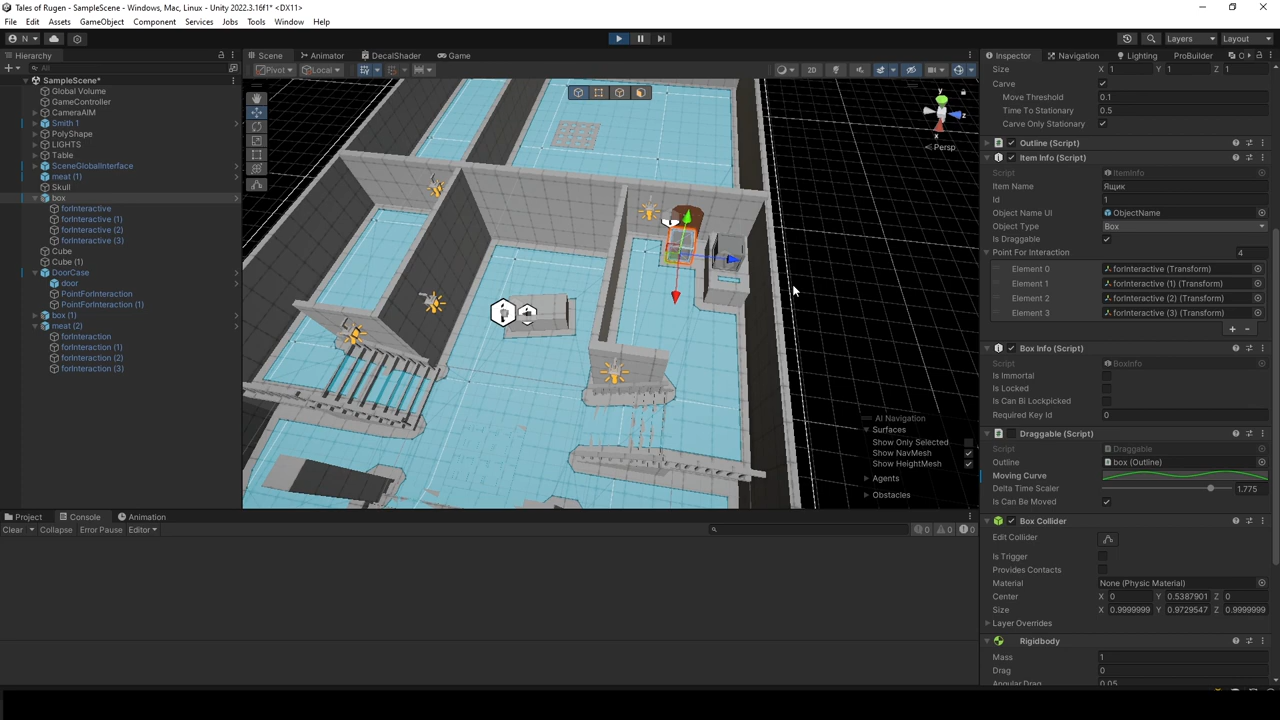 Tales of Rugen - SampleScene - Windows, Mac, Linux - Unity 2022.3.16f1* <DX11>
File Edit Assets GameObject Component Services Jobs Tools Window Help
N Layers Layout
Hierarchy Scene Animator DecalShader Game Inspector Navigation Lighting ProBuilder
All Pivot Local 2D Size X 1 Y 1 Z 1
SampleScene*
Carve
Global Volume
Move Threshold 0.1
GameController
Time To Stationary 0.5
CameraAIM
Carve Only Stationary
Smith 1
PolyShape
LIGHTS
Outline (Script)
Table
Item Info (Script)
SceneGlobalInterface
Script ItemInfo
meat (1)
Item Name Ящик
Skull
Id 1
box
Object Name UI ObjectName
forInteractive
Object Type Box
forInteractive (1)
Is Draggable
forInteractive (2)
Point For Interaction 4
forInteractive (3)
Element 0 forInteractive (Transform)
Cube
Element 1 forInteractive (1) (Transform)
Cube (1)
Element 2 forInteractive (2) (Transform)
DoorCase
Element 3 forInteractive (3) (Transform)
door
PointForInteraction
PointForInteraction (1)
box (1)
meat (2)
forInteraction
forInteraction (1)
forInteraction (2)
forInteraction (3)
y
z
x
Persp
AI Navigation
Surfaces
Show Only Selected
Show NavMesh
Show HeightMesh
Agents
Obstacles
Box Info (Script)
Script BoxInfo
Is Immortal
Is Locked
Is Can Bi Lockpicked
Required Key Id 0
Draggable (Script)
Script Draggable
Outline box (Outline)
Moving Curve
Delta Time Scaler 1.775
Is Can Be Moved
Box Collider
Edit Collider
Is Trigger
Provides Contacts
Material None (Physic Material)
Center X 0 Y 0.5387901 Z 0
Size X 0.9999999 Y 0.9729547 Z 0.9999999
Layer Overrides
Rigidbody
Mass 1
Drag 0
Angular Drag 0.05
Project Console Animation
Clear Collapse Error Pause Editor 0 0 0